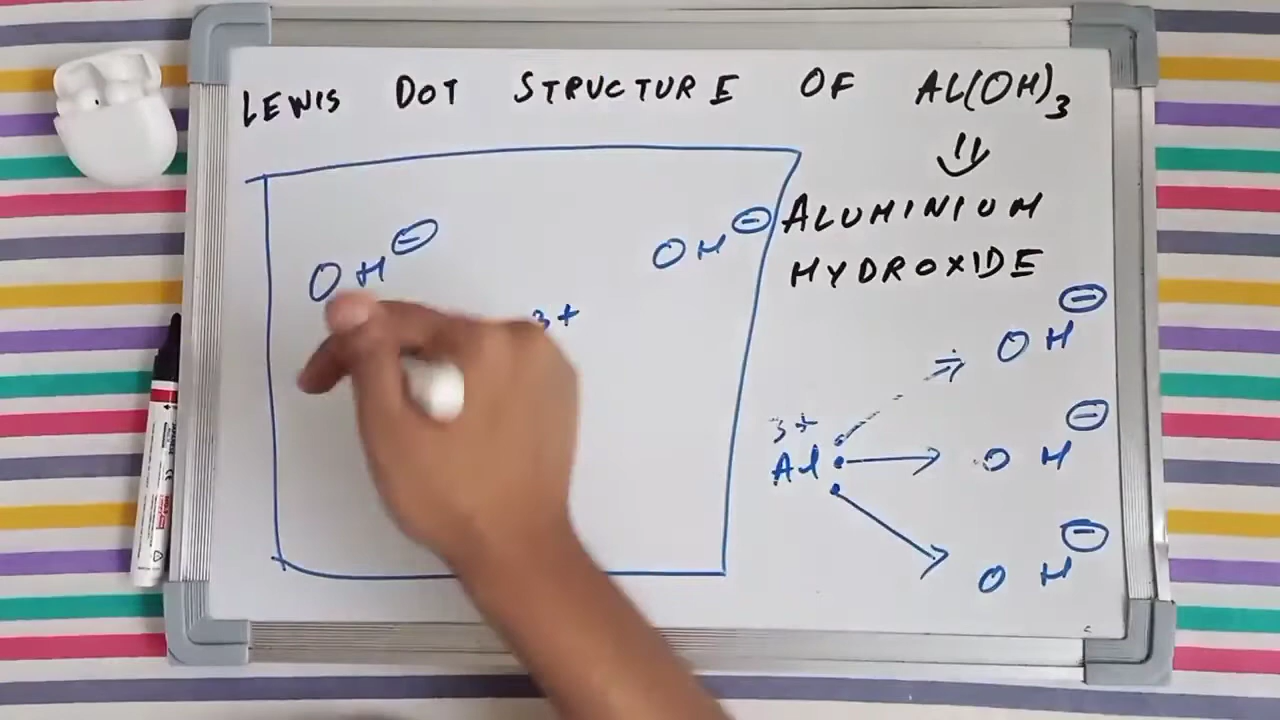 LEWIS DOT STRUCTURE OF AL(OH)3
ALUMINIUM
HYDROXIDE
OH⊖
OH⊖
3+
OH⊖
3+
Al
OH⊖
OH⊖